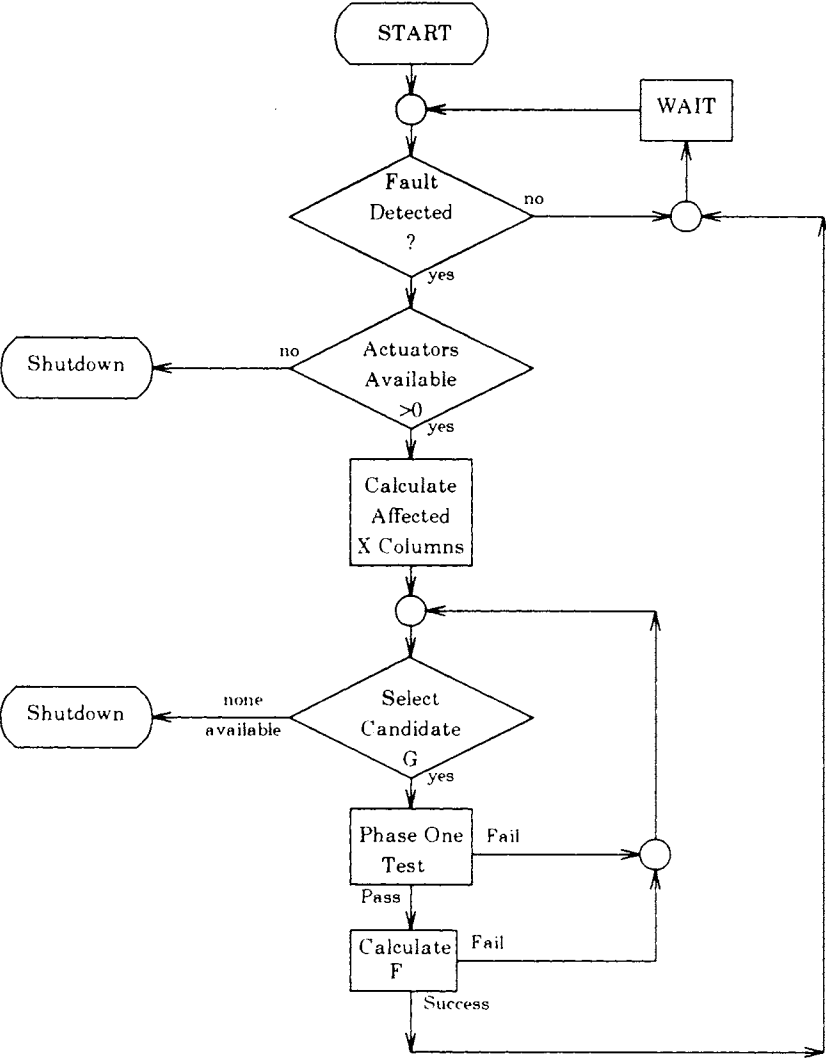 START
WAIT
Fault
Detected
?
no
yes
Shutdown
no
Actuators
Available
>0
yes
Calculate
Affected
X Columns
Shutdown
none
available
Select
Candidate
G
yes
Phase One
Test
Fail
Pass
Calculate
F
Fail
Success